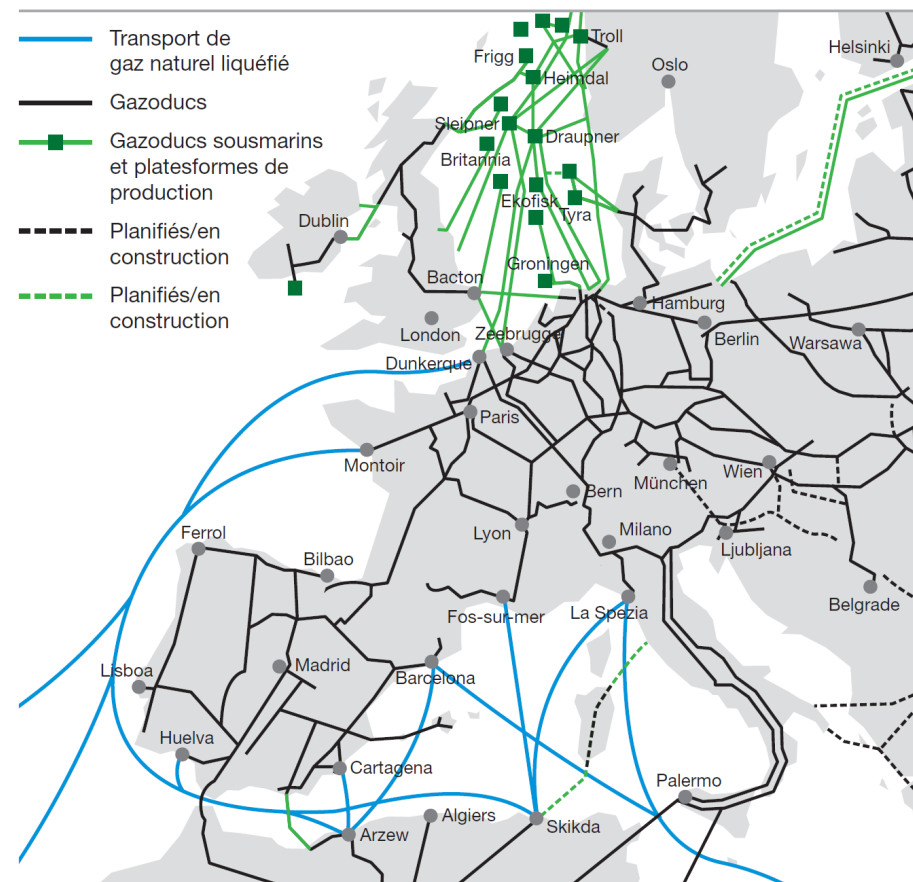 Transport de
gaz naturel liquéfié
Gazoducs
Gazoducs sousmarins
et platesformes de
production
Planifiés/en
construction
Planifiés/en
construction
Troll
Frigg
Heimdal
Oslo
Helsinki
Sleipner
Draupner
Britannia
Ekofisk
Tyra
Dublin
Groningen
Bacton
Hamburg
London
Zeebrugge
Berlin
Warsawa
Dunkerque
Paris
Montoir
Bern
München
Wien
Lyon
Milano
Ljubljana
Ferrol
Bilbao
Fos-sur-mer
La Spezia
Belgrade
Lisboa
Madrid
Barcelona
Huelva
Cartagena
Palermo
Algiers
Arzew
Skikda